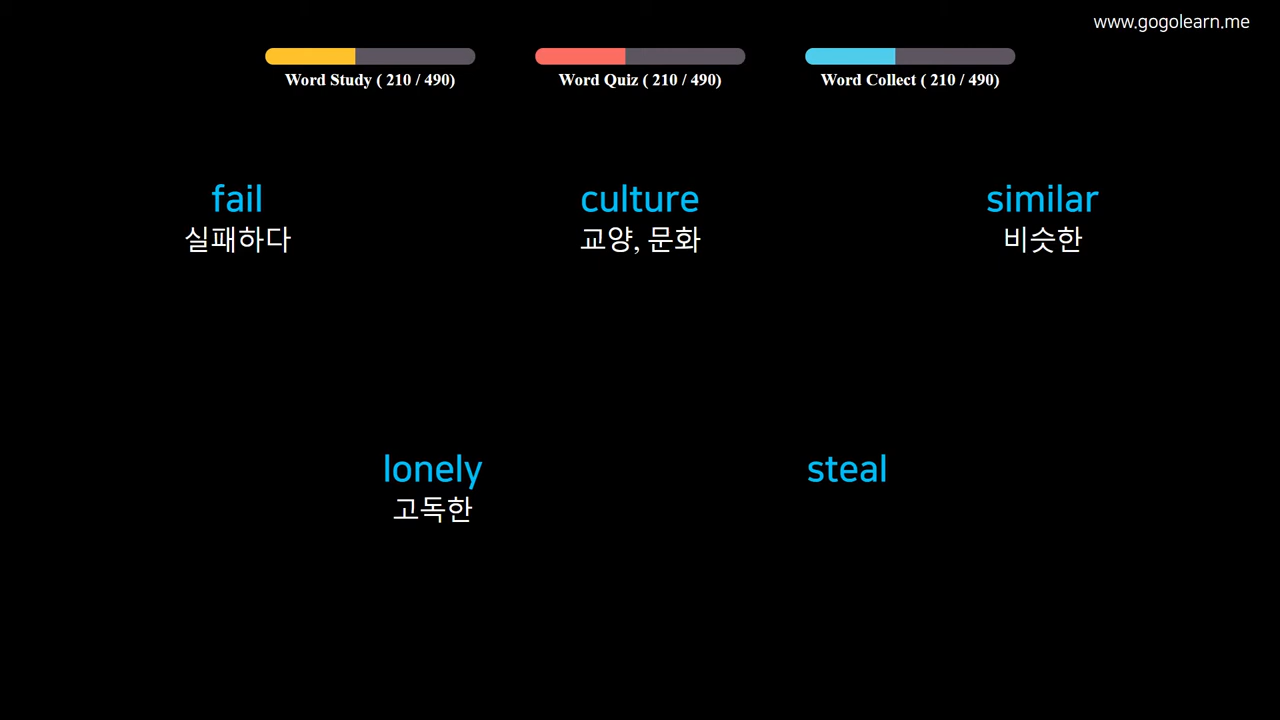 www.gogolearn.me
Word Study ( 210 / 490)
Word Quiz ( 210 / 490)
Word Collect ( 210 / 490)
fail
실패하다
culture
교양, 문화
similar
비슷한
lonely
고독한
steal